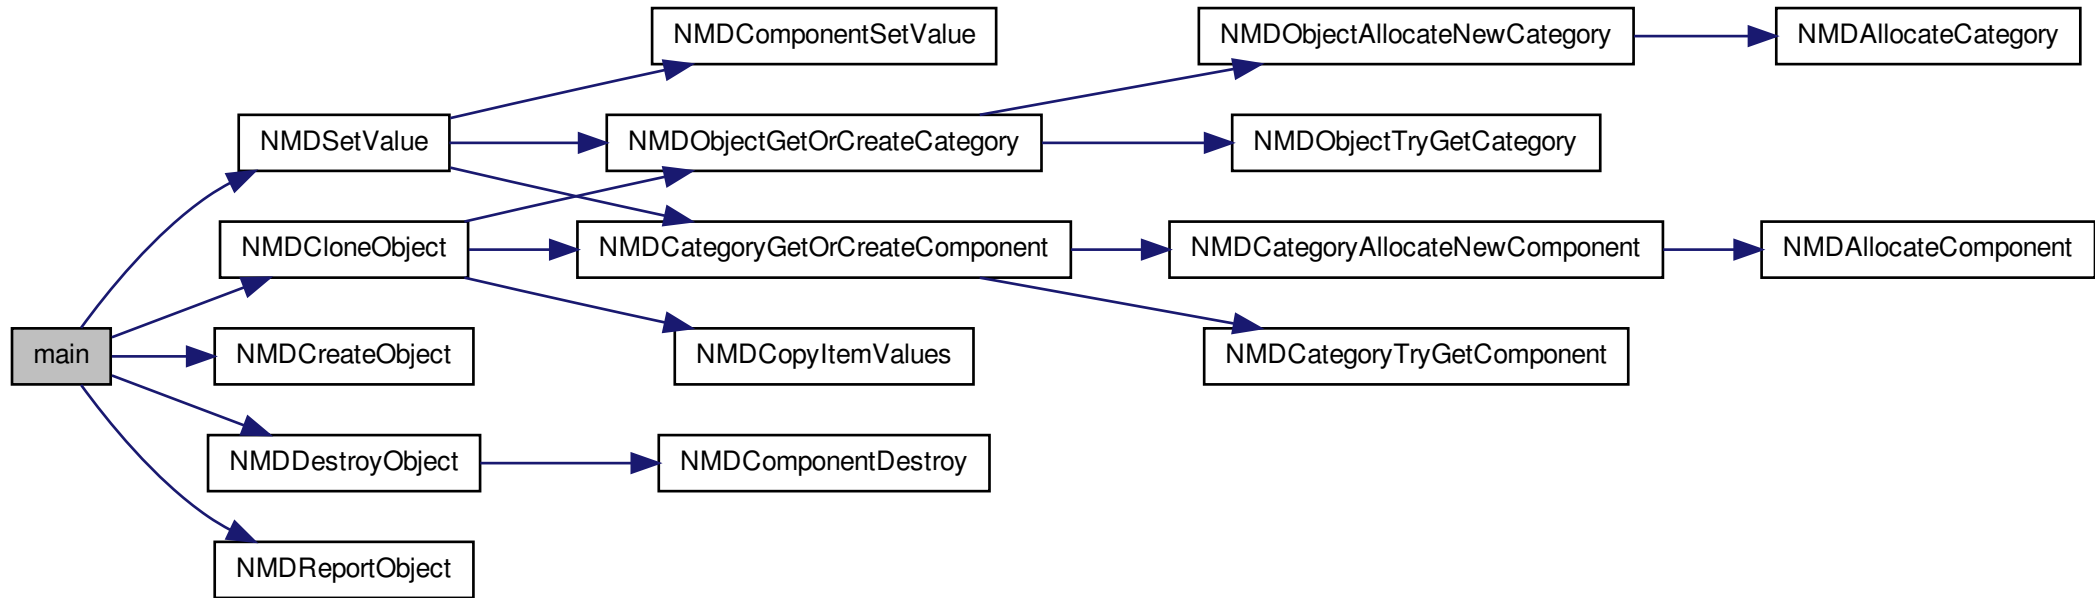 NMDComponentSetValue
NMDObjectAllocateNewCategory
NMDAllocateCategory
NMDSetValue
NMDObjectGetOrCreateCategory
NMDObjectTryGetCategory
NMDCloneObject
NMDCategoryGetOrCreateComponent
NMDCategoryAllocateNewComponent
NMDAllocateComponent
main
NMDCreateObject
NMDCopyItemValues
NMDCategoryTryGetComponent
NMDDestroyObject
NMDComponentDestroy
NMDReportObject